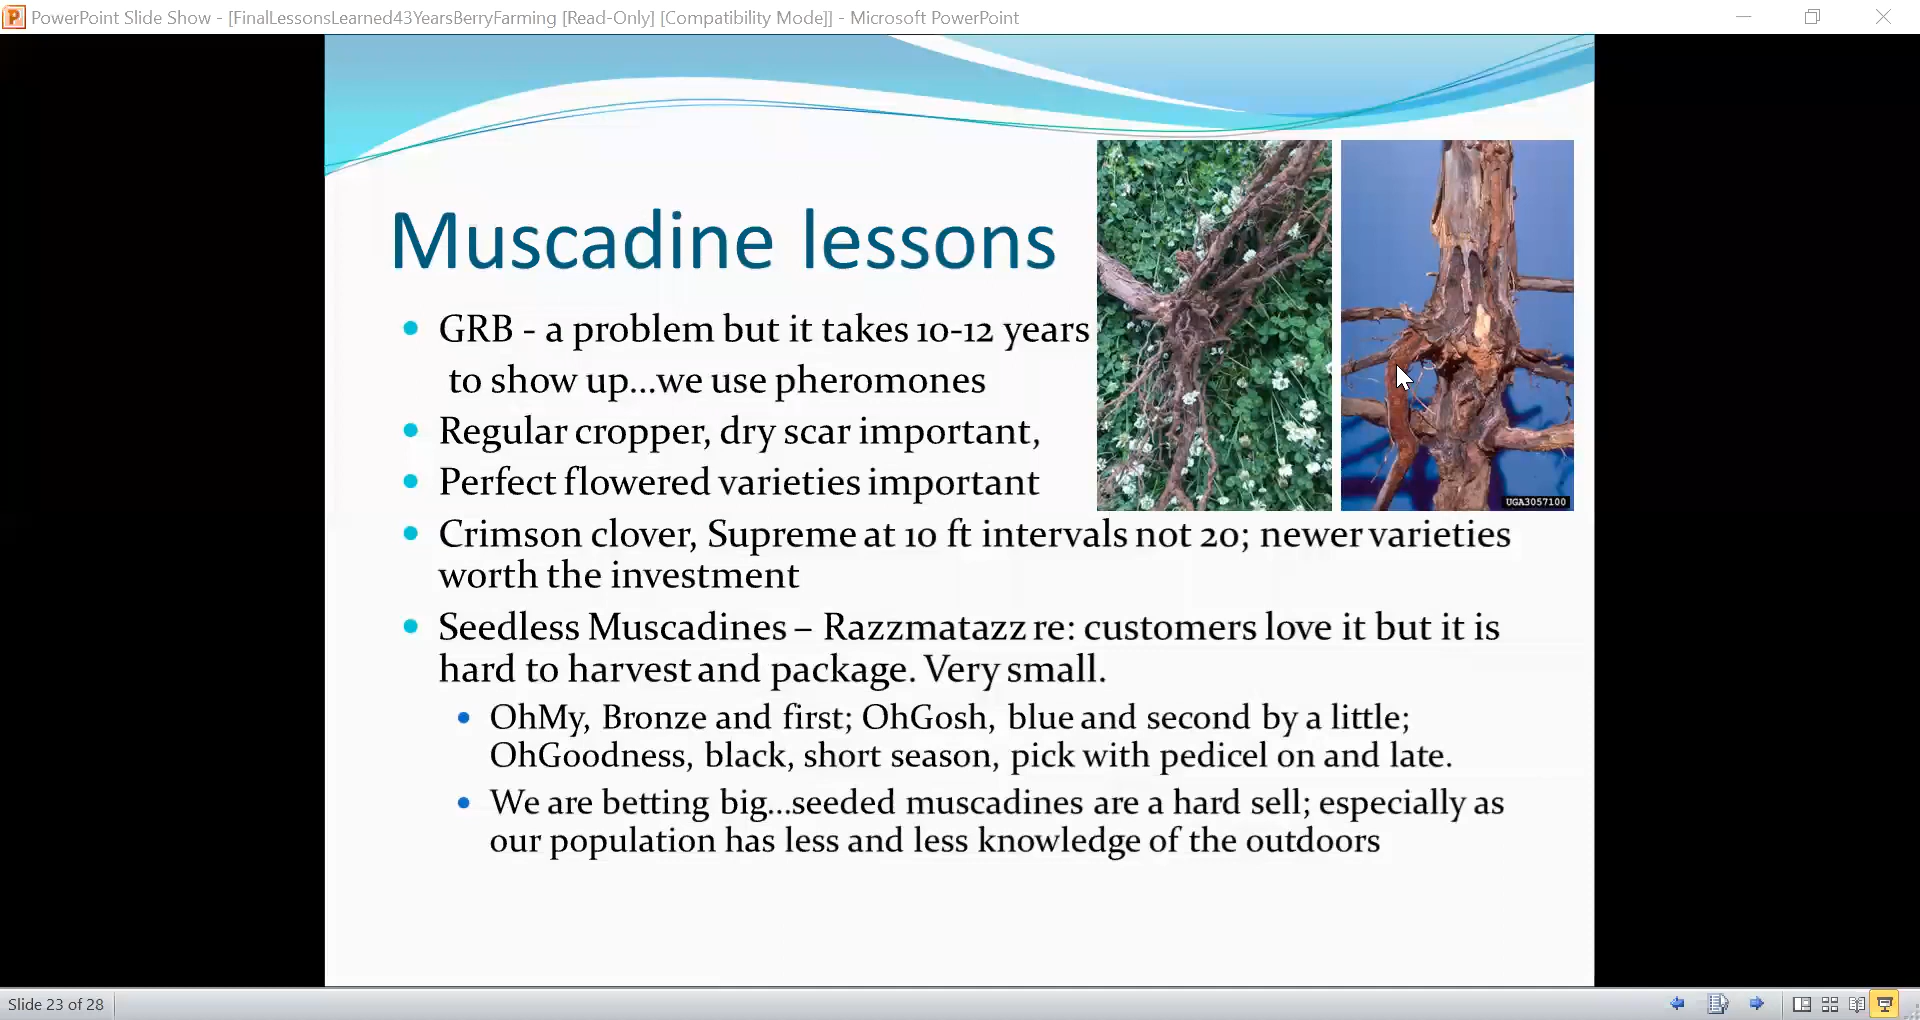 PowerPoint Slide Show - [FinalLessonsLearned43YearsBerryFarming [Read-Only] [Compatibility Mode]] - Microsoft PowerPoint
Muscadine lessons
GRB - a problem but it takes 10-12 years
to show up...we use pheromones
Regular cropper, dry scar important,
Perfect flowered varieties important
UGA3057100
Crimson clover, Supreme at 10 ft intervals not 20; newer varieties
worth the investment
Seedless Muscadines – Razzmatazz re: customers love it but it is
hard to harvest and package. Very small.
OhMy, Bronze and first; OhGosh, blue and second by a little;
OhGoodness, black, short season, pick with pedicel on and late.
We are betting big...seeded muscadines are a hard sell; especially as
our population has less and less knowledge of the outdoors
Slide 23 of 28